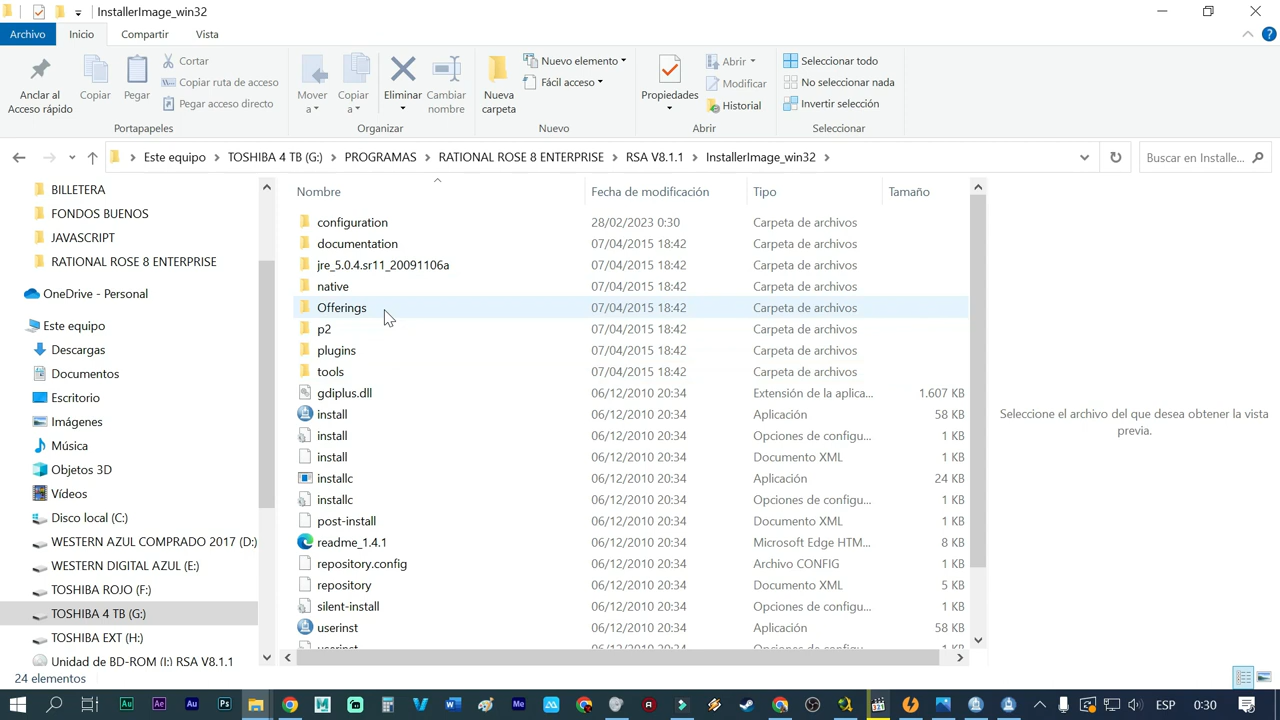 InstallerImage_win32
Archivo Inicio Compartir Vista
Anclar al Acceso rápido
Copiar
Pegar
Cortar
Copiar ruta de acceso
Pegar acceso directo
Portapapeles
Mover a
Copiar a
Eliminar
Cambiar nombre
Organizar
Nueva carpeta
Nuevo elemento
Fácil acceso
Nuevo
Propiedades
Abrir
Modificar
Historial
Abrir
Seleccionar todo
No seleccionar nada
Invertir selección
Seleccionar
Este equipo > TOSHIBA 4 TB (G:) > PROGRAMAS > RATIONAL ROSE 8 ENTERPRISE > RSA V8.1.1 > InstallerImage_win32 >
Buscar en Installe...
BILLETERA
FONDOS BUENOS
JAVASCRIPT
RATIONAL ROSE 8 ENTERPRISE
OneDrive - Personal
Este equipo
Descargas
Documentos
Escritorio
Imágenes
Música
Objetos 3D
Vídeos
Disco local (C:)
WESTERN AZUL COMPRADO 2017 (D:)
WESTERN DIGITAL AZUL (E:)
TOSHIBA ROJO (F:)
TOSHIBA 4 TB (G:)
TOSHIBA EXT (H:)
Unidad de BD-ROM (I:) RSA V8.1.1
Nombre Fecha de modificación Tipo Tamaño
configuration 28/02/2023 0:30 Carpeta de archivos
documentation 07/04/2015 18:42 Carpeta de archivos
jre_5.0.4.sr11_20091106a 07/04/2015 18:42 Carpeta de archivos
native 07/04/2015 18:42 Carpeta de archivos
Offerings 07/04/2015 18:42 Carpeta de archivos
p2 07/04/2015 18:42 Carpeta de archivos
plugins 07/04/2015 18:42 Carpeta de archivos
tools 07/04/2015 18:42 Carpeta de archivos
gdiplus.dll 06/12/2010 20:34 Extensión de la aplica... 1.607 KB
install 06/12/2010 20:34 Aplicación 58 KB
install 06/12/2010 20:34 Opciones de configu... 1 KB
install 06/12/2010 20:34 Documento XML 1 KB
installc 06/12/2010 20:34 Aplicación 24 KB
installc 06/12/2010 20:34 Opciones de configu... 1 KB
post-install 06/12/2010 20:34 Documento XML 1 KB
readme_1.4.1 06/12/2010 20:34 Microsoft Edge HTM... 8 KB
repository.config 06/12/2010 20:34 Archivo CONFIG 1 KB
repository 06/12/2010 20:34 Documento XML 5 KB
silent-install 06/12/2010 20:34 Opciones de configu... 1 KB
userinst 06/12/2010 20:34 Aplicación 58 KB
userinst 06/12/2010 20:34 Opciones de configu... 1 KB
Seleccione el archivo del que desea obtener la vista
previa.
24 elementos
Au Ae Au Ps Me
ESP 0:30